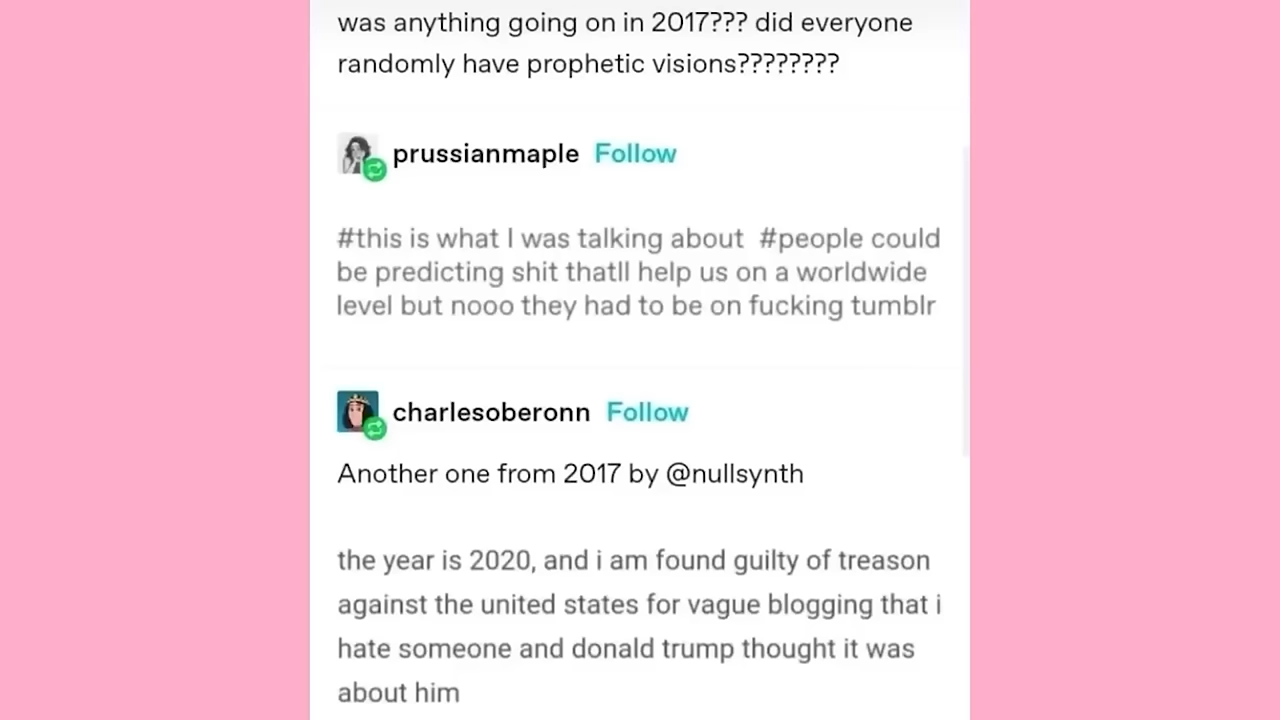 was anything going on in 2017??? did everyone
randomly have prophetic visions????????
prussianmaple Follow
#this is what I was talking about #people could
be predicting shit thatll help us on a worldwide
level but nooo they had to be on fucking tumblr
charlesoberonn Follow
Another one from 2017 by @nullsynth
the year is 2020, and i am found guilty of treason
against the united states for vague blogging that i
hate someone and donald trump thought it was
about him